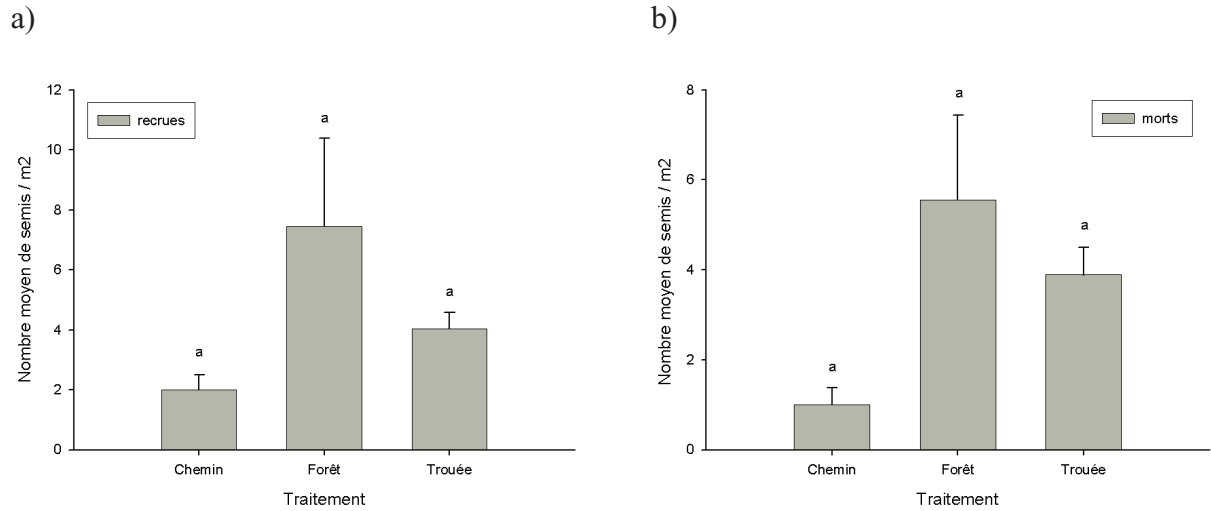 a)
12
10
8
6
4
2
0
Nombre moyen de semis / m2
recrues
a
a
a
Chemin
Forêt
Trouée
Traitement
b)
8
6
4
2
0
Nombre moyen de semis / m2
morts
a
a
a
Chemin
Forêt
Trouée
Traitement